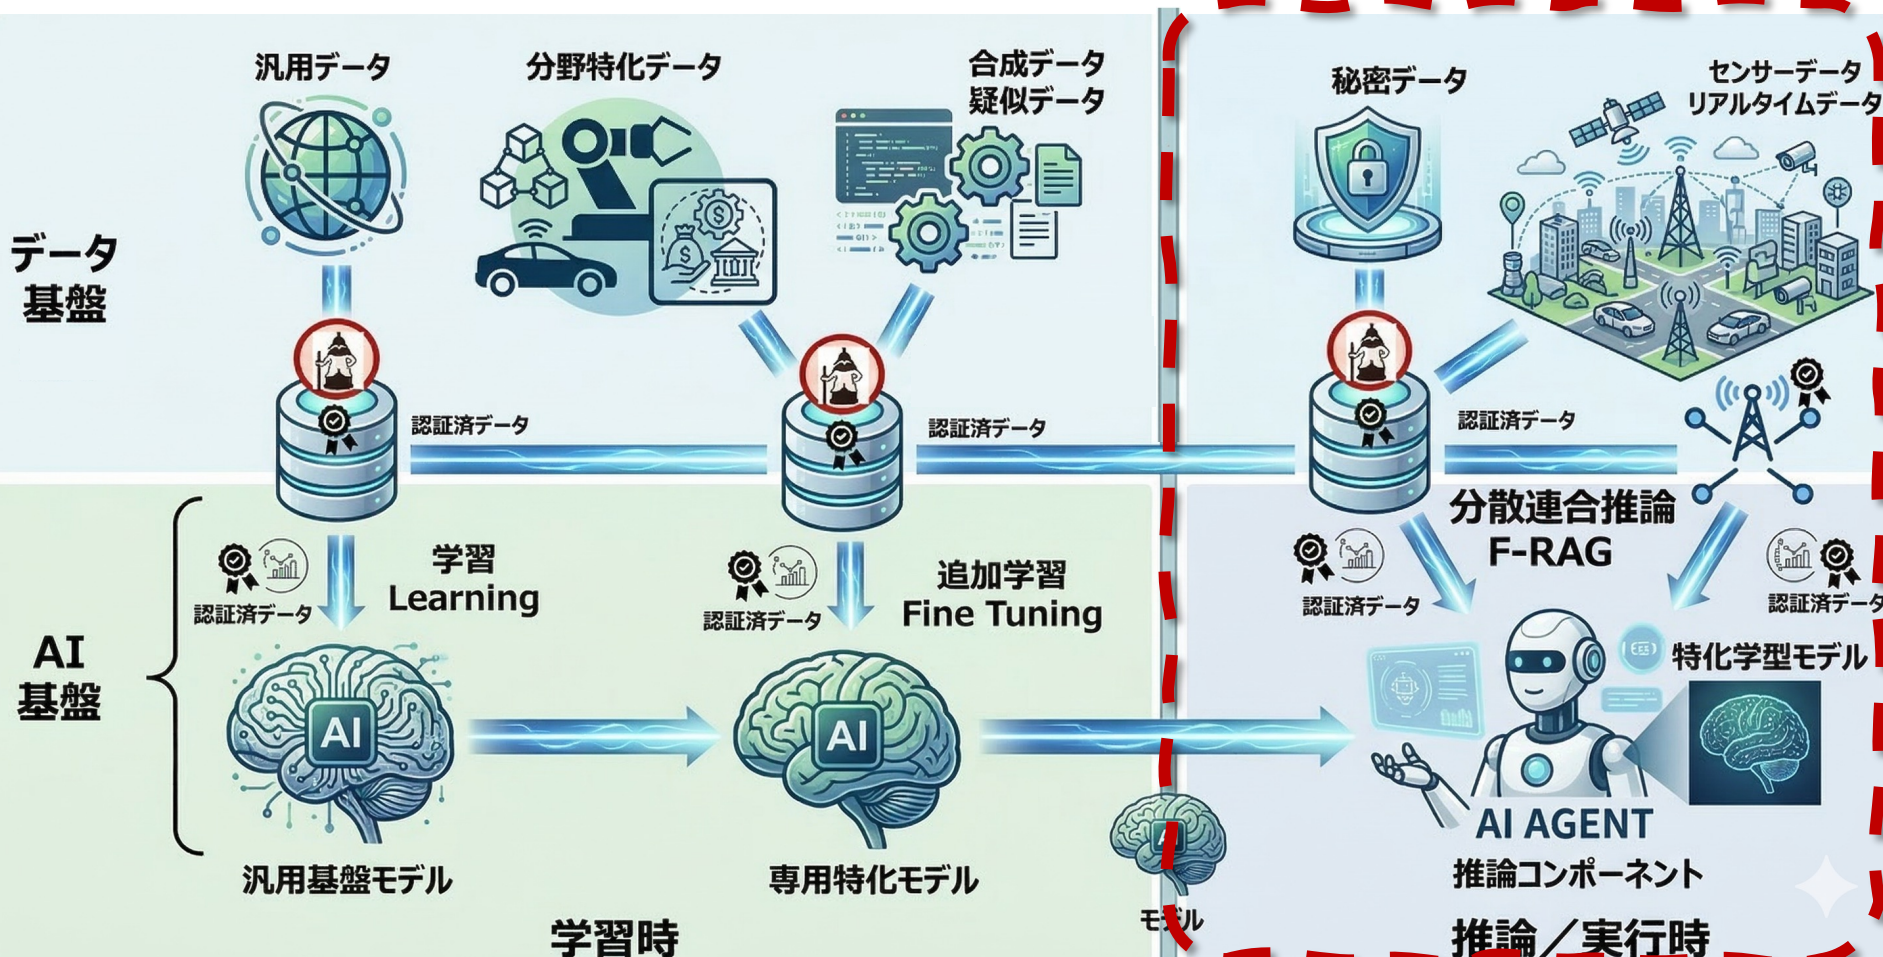 汎用データ
分野特化データ
合成データ
疑似データ
秘密データ
センサーデータ
リアルタイムデータ
データ
基盤
認証済データ
認証済データ
認証済データ
分散連合推論
F-RAG
学習
Learning
認証済データ
追加学習
Fine Tuning
認証済データ
認証済データ
認証済データ
AI
基盤
AI
AI
特化学型モデル
AI AGENT
推論コンポーネント
汎用基盤モデル
専用特化モデル
モデル
学習時
推論／実行時